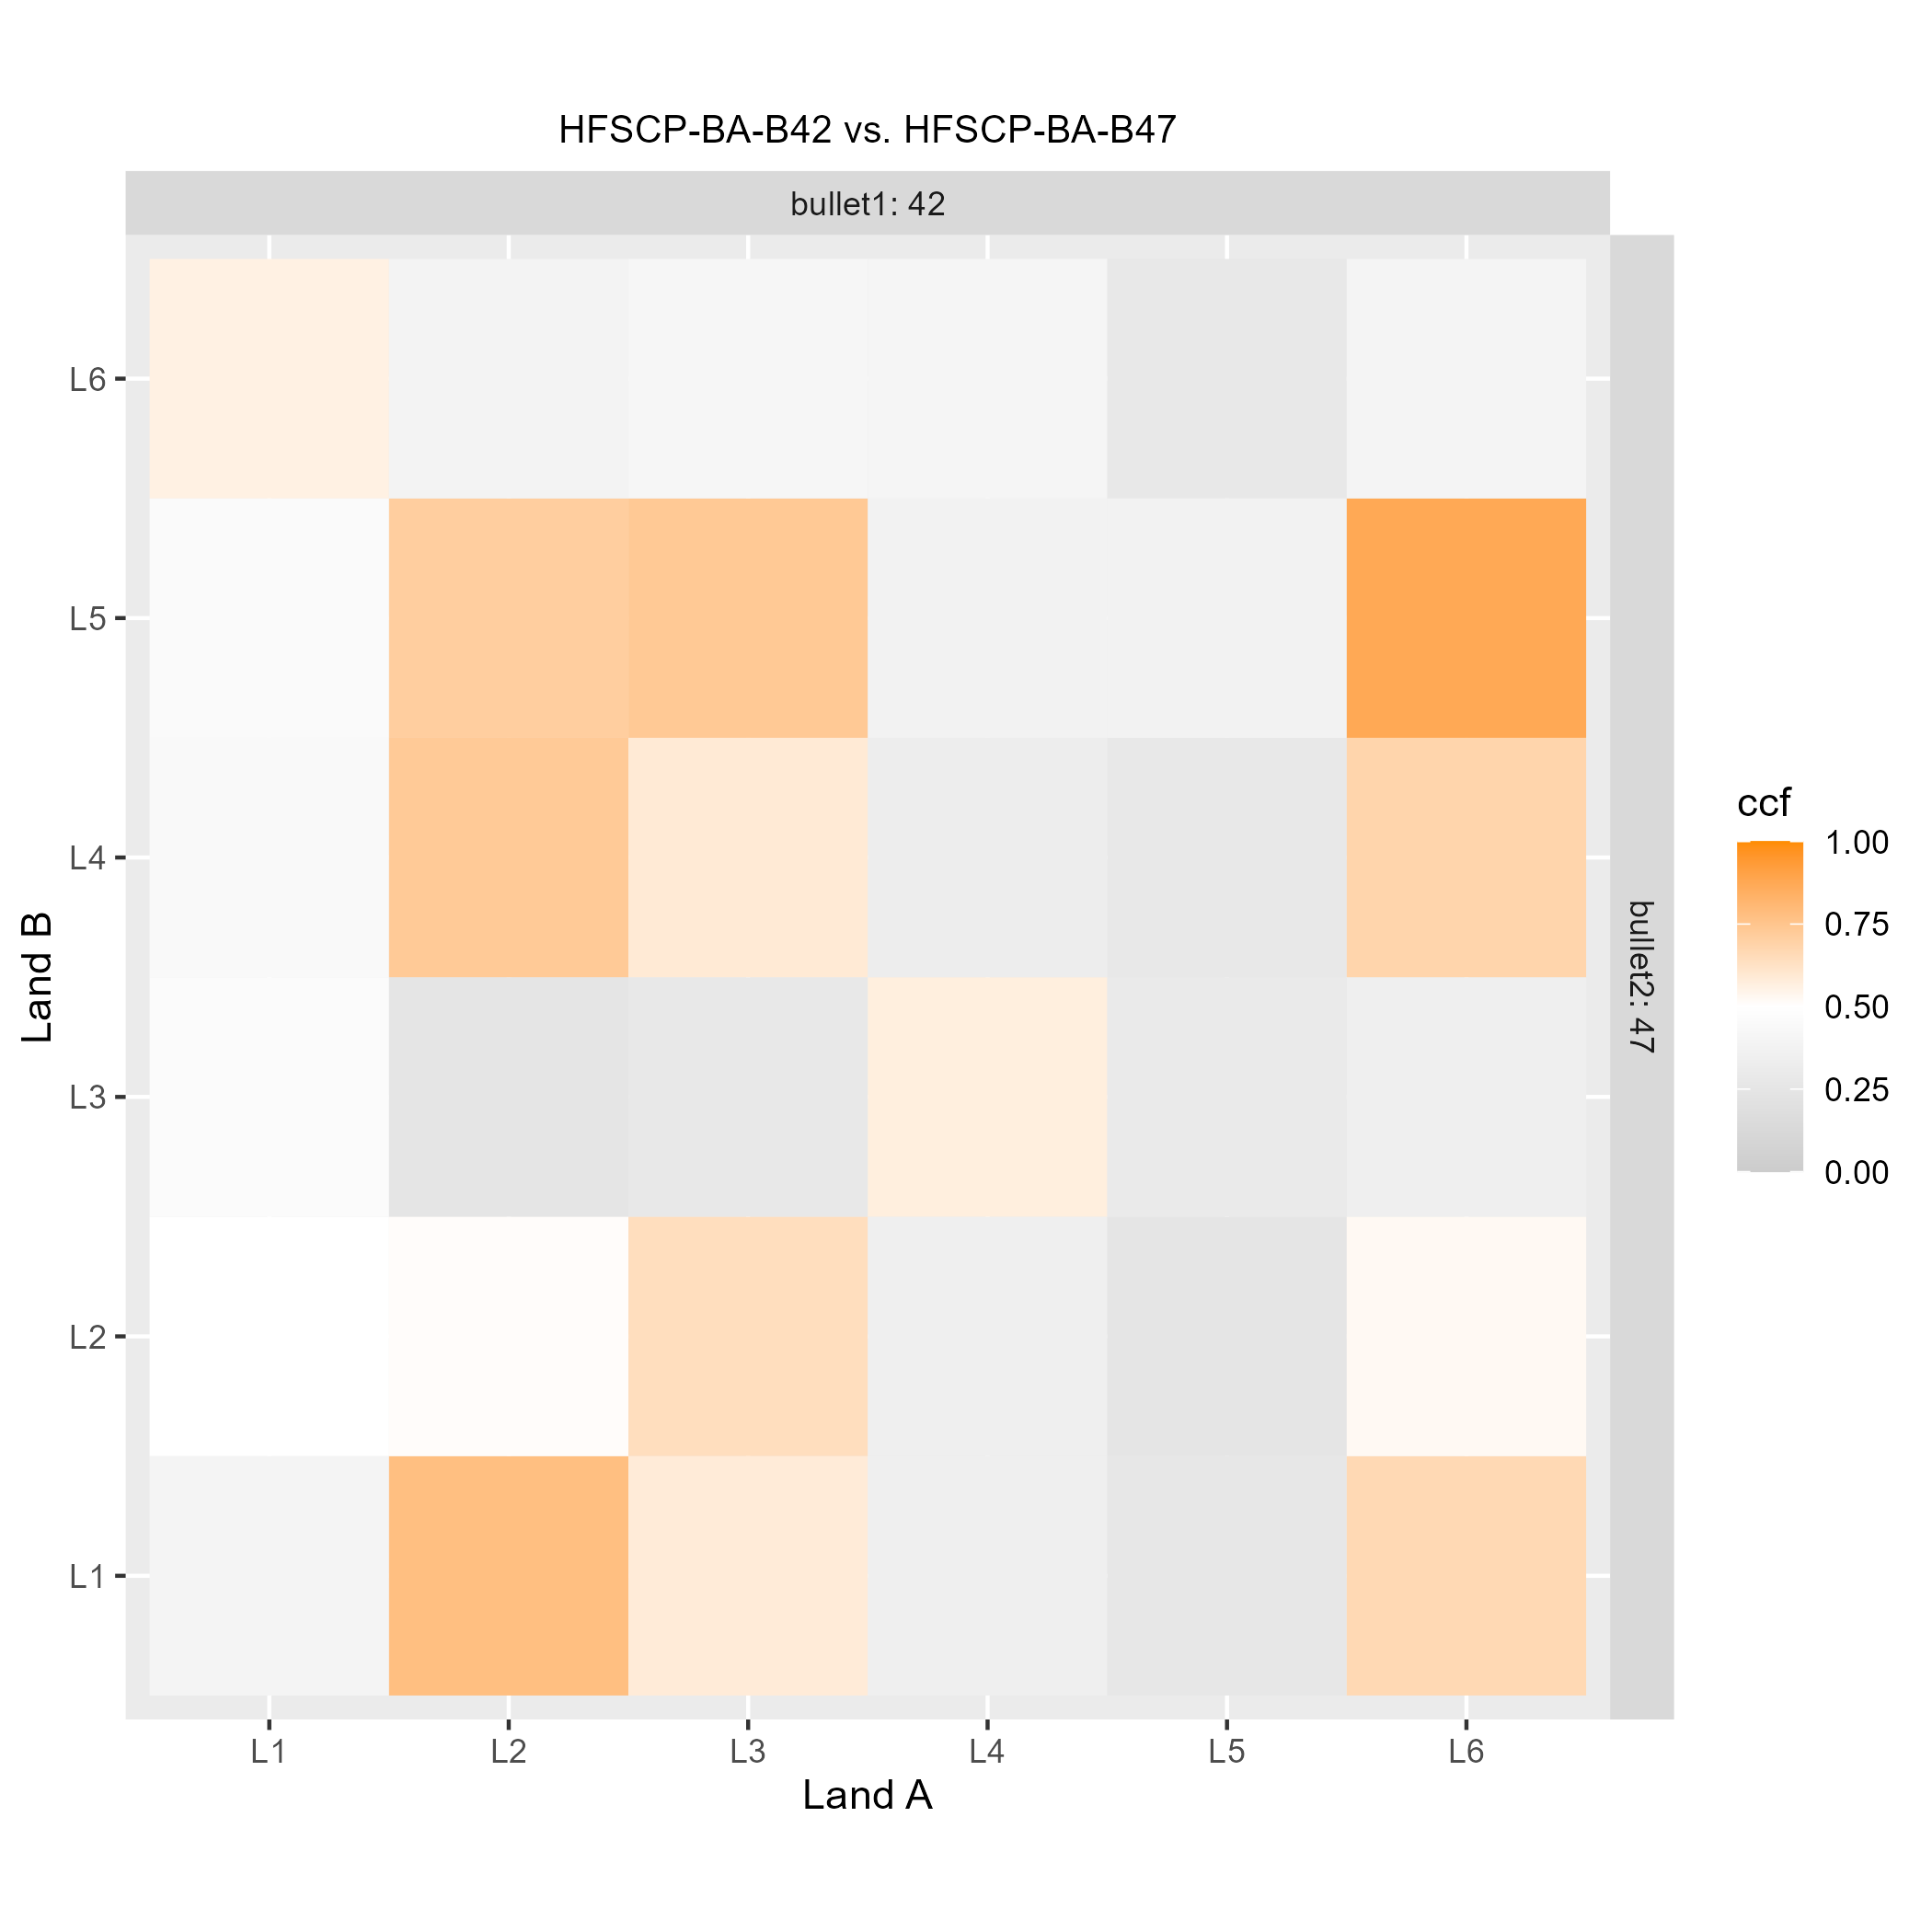 HFSCP-BA-B42 vs. HFSCP-BA-B47
bullet1: 42
L6
L5
L4
L3
L2
L1
Land B
bullet2: 47
ccf
1.00
0.75
0.50
0.25
0.00
L1 L2 L3 L4 L5 L6
Land A